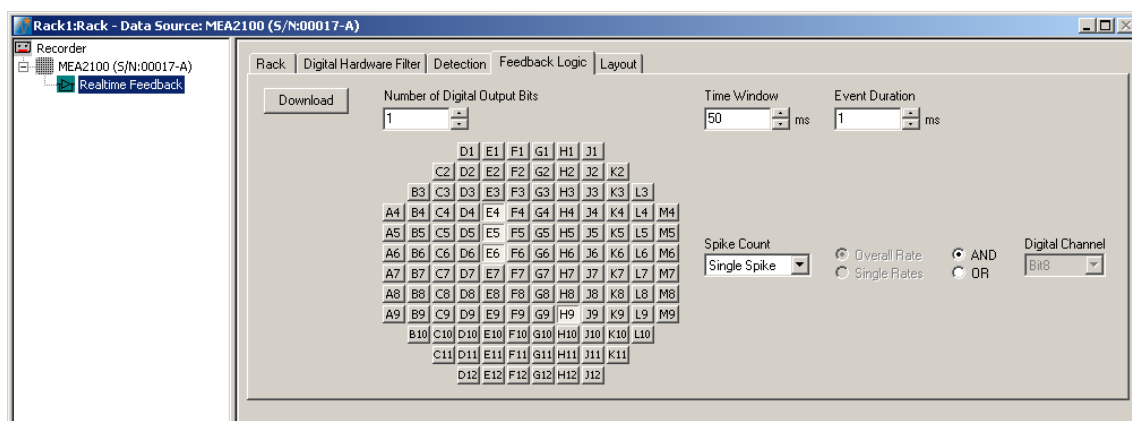 Rack1:Rack - Data Source: MEA2100 (S/N:00017-A)
Recorder
MEA2100 (S/N:00017-A)
Realtime Feedback
Rack Digital Hardware Filter Detection Feedback Logic Layout
Download
Number of Digital Output Bits
1
Time Window
50 ms
Event Duration
1 ms
D1 E1 F1 G1 H1 J1
C2 D2 E2 F2 G2 H2 J2 K2
B3 C3 D3 E3 F3 G3 H3 J3 K3 L3
A4 B4 C4 D4 E4 F4 G4 H4 J4 K4 L4 M4
A5 B5 C5 D5 E5 F5 G5 H5 J5 K5 L5 M5
A6 B6 C6 D6 E6 F6 G6 H6 J6 K6 L6 M6
A7 B7 C7 D7 E7 F7 G7 H7 J7 K7 L7 M7
A8 B8 C8 D8 E8 F8 G8 H8 J8 K8 L8 M8
A9 B9 C9 D9 E9 F9 G9 H9 J9 K9 L9 M9
B10 C10 D10 E10 F10 G10 H10 J10 K10 L10
C11 D11 E11 F11 G11 H11 J11 K11
D12 E12 F12 G12 H12 J12
Spike Count
Single Spike
Overall Rate
Single Rates
AND
OR
Digital Channel
Bit8